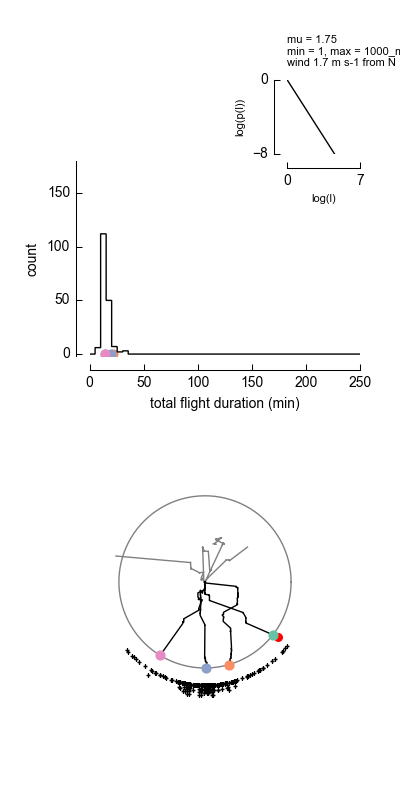 mu = 1.75
min = 1, max = 1000_m
wind 1.7 m s-1 from N
0
log(p(l))
−8
0
7
log(l)
150
100
50
0
count
0
50
100
150
200
250
total flight duration (min)